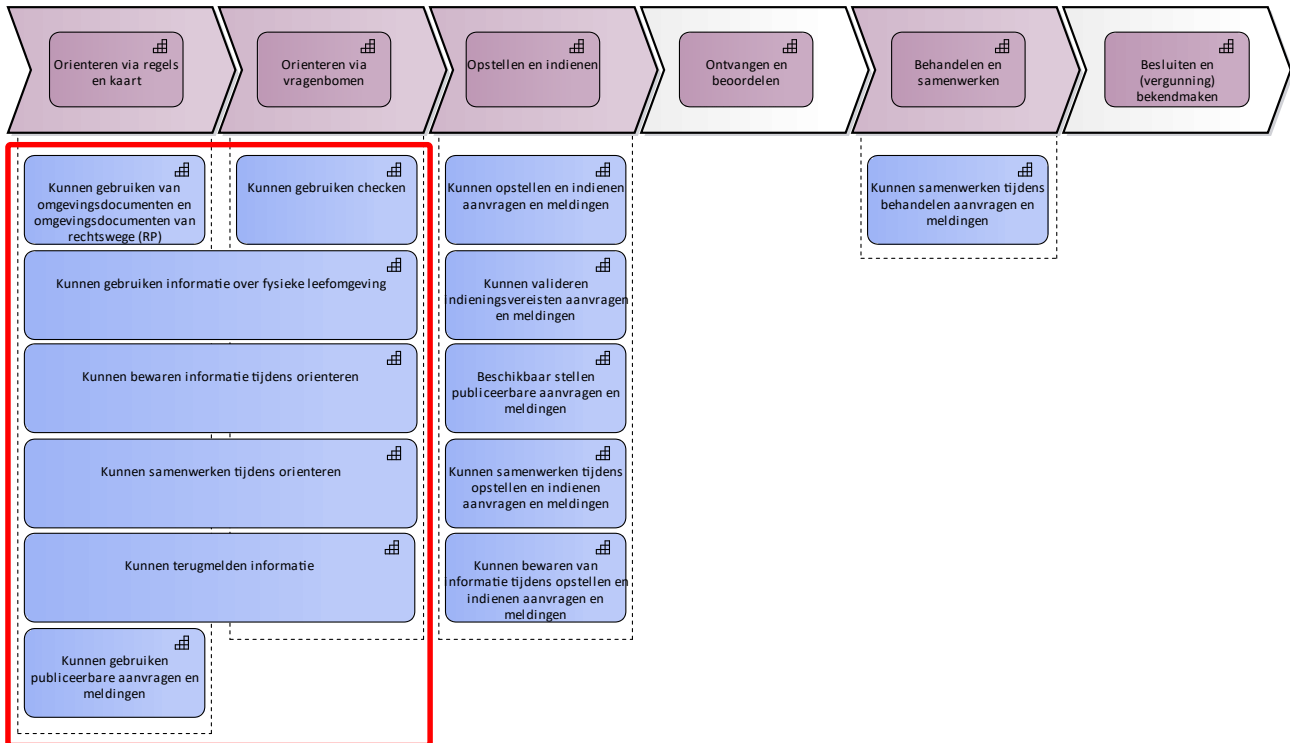 Orienteren via regels
en kaart
Orienteren via
vragenbomen
Opstellen en indienen
Ontvangen en
beoordelen
Behandelen en
samenwerken
Besluiten en
(vergunning)
bekendmaken
Kunnen gebruiken van
omgevingsdocumenten en
omgevingsdocumenten van
rechtswege (RP)
Kunnen gebruiken checken
Kunnen opstellen en indienen
aanvragen en meldingen
Kunnen samenwerken tijdens
behandelen aanvragen en
meldingen
Kunnen gebruiken informatie over fysieke leefomgeving
Kunnen valideren
indieningsvereisten aanvragen
en meldingen
Kunnen bewaren informatie tijdens orienteren
Beschikbaar stellen
publiceerbare aanvragen en
meldingen
Kunnen samenwerken tijdens orienteren
Kunnen samenwerken tijdens
opstellen en indienen
aanvragen en meldingen
Kunnen terugmelden informatie
Kunnen bewaren van
informatie tijdens opstellen en
indienen aanvragen en
meldingen
Kunnen gebruiken
publiceerbare aanvragen en
meldingen